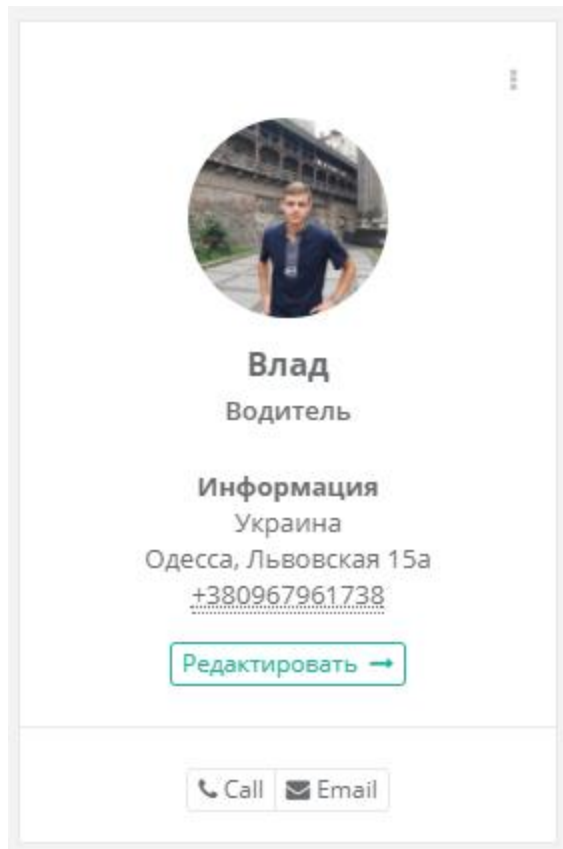 Влад
Водитель
Информация
Украина
Одесса, Львовская 15а
+380967961738
Редактировать
Call Email